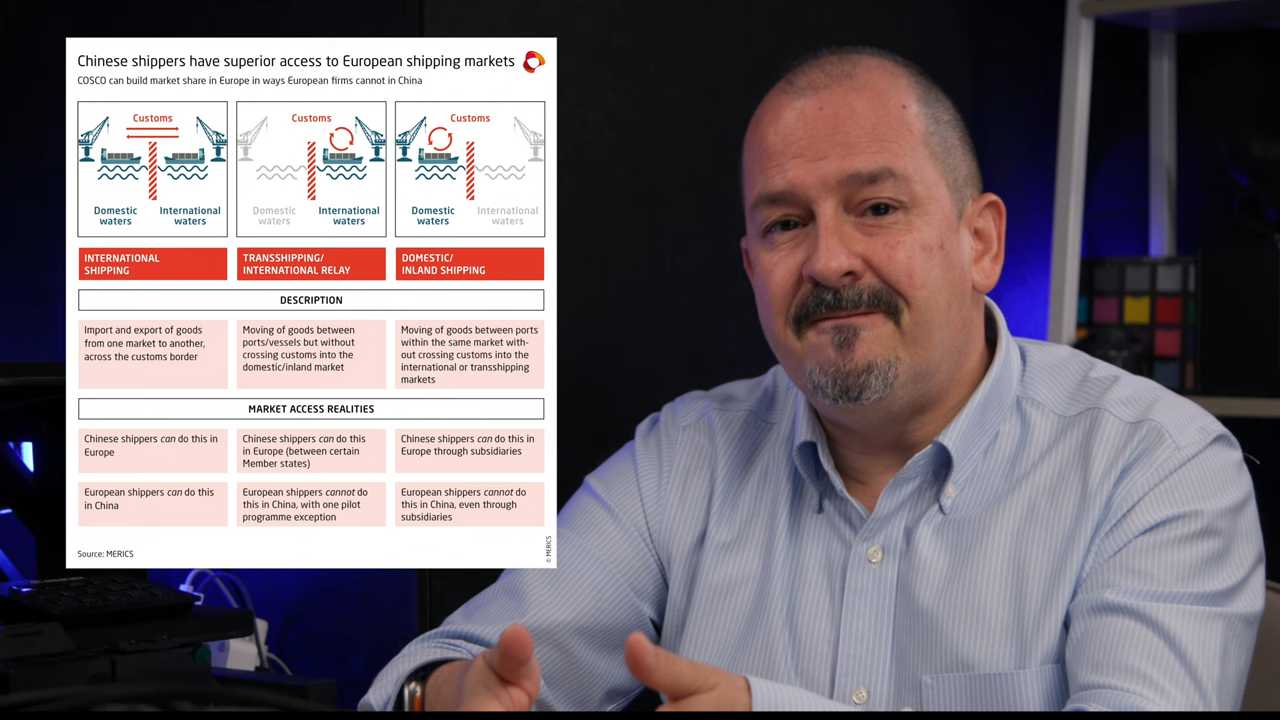 Chinese shippers have superior access to European shipping markets
COSCO can build market share in Europe in ways European firms cannot in China
Customs
Domestic
waters
International
waters
Customs
Domestic
waters
International
waters
Customs
Domestic
waters
International
waters
INTERNATIONAL
SHIPPING
TRANSSHIPPING/
INTERNATIONAL RELAY
DOMESTIC/
INLAND SHIPPING
DESCRIPTION
Import and export of goods
from one market to another,
across the customs border
Moving of goods between
ports/vessels but without
crossing customs into the
domestic/inland market
Moving of goods between ports
within the same market with-
out crossing customs into the
international or transshipping
markets
MARKET ACCESS REALITIES
Chinese shippers can do this in
Europe
Chinese shippers can do this
in Europe (between certain
Member states)
Chinese shippers can do this in
Europe through subsidiaries
European shippers can do this
in China
European shippers cannot do
this in China, with one pilot
programme exception
European shippers cannot do
this in China, even through
subsidiaries
Source: MERICS
© MERICS